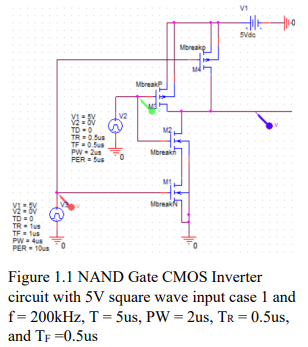 V1
5Vdc
0
Mbreakp
M4
MbreakP
M3
V1 = 5V
V2 = 0V
TD = 0
TR = 0.5us
TF = 0.5us
PW = 2us
PER = 5us
V2
0
M2
Mbreakn
M1
MbreakN
V1 = 5V
V2 = 0V
TD = 0
TR = 1us
TF = 1us
PW = 4us
PER = 10us
V3
V
V
0
0
Figure 1.1 NAND Gate CMOS Inverter
circuit with 5V square wave input case 1 and
f = 200kHz, T = 5us, PW = 2us, TR = 0.5us,
and TF =0.5us